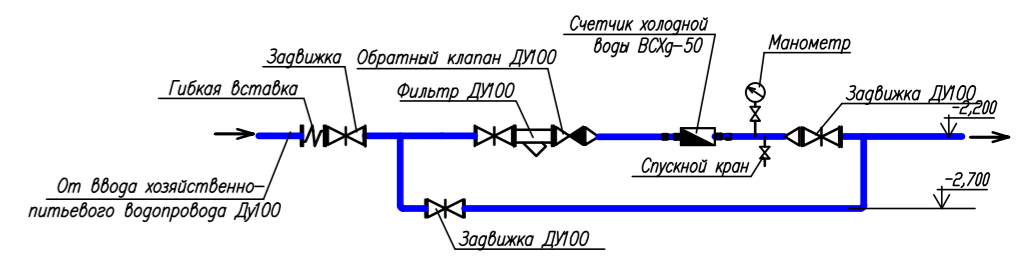 Счетчик холодной
воды ВСХд-50
Манометр
Задвижка
Обратный клапан ДУ100
Гибкая вставка
Фильтр ДУ100
Задвижка ДУ100
-2,200
Спускной кран
От ввода хозяйственно-
питьевого водопровода Ду100
-2,700
Задвижка ДУ100